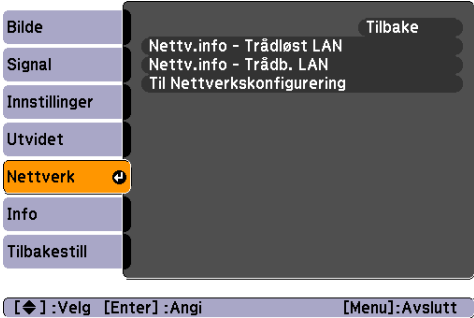 Bilde
Signal
Innstillinger
Utvidet
Nettverk
Info
Tilbakestill
Tilbake
Nettv.info - Trådløst LAN
Nettv.info - Trådb. LAN
Til Nettverkskonfigurering
[◆] :Velg [Enter] :Angi [Menu]:Avslutt